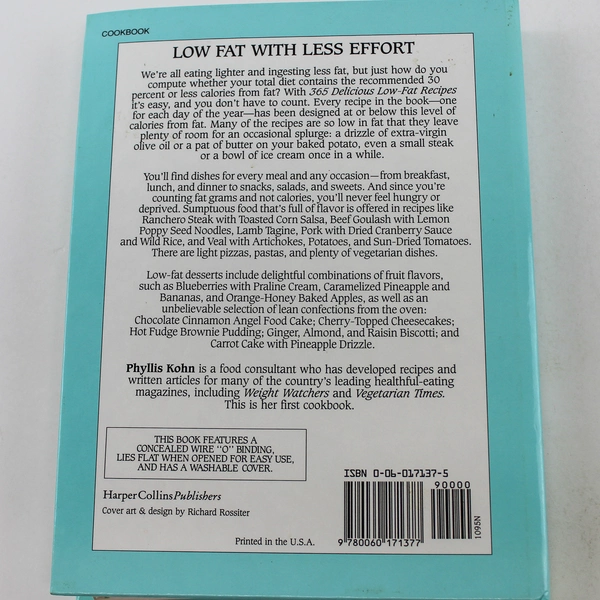 COOKBOOK
LOW FAT WITH LESS EFFORT
We're all eating lighter and ingesting less fat, but just how do you
compute whether your total diet contains the recommended 30
percent or less calories from fat? With 365 Delicious Low-Fat Recipes
it's easy, and you don't have to count. Every recipe in the book—one
for each day of the year—has been designed at or below this level of
calories from fat. Many of the recipes are so low in fat that they leave
plenty of room for an occasional splurge: a drizzle of extra-virgin
olive oil or a pat of butter on your baked potato, even a small steak
or a bowl of ice cream once in a while.
You'll find dishes for every meal and any occasion—from breakfast,
lunch, and dinner to snacks, salads, and sweets. And since you're
counting fat grams and not calories, you'll never feel hungry or
deprived. Sumptuous food that's full of flavor is offered in recipes like
Ranchero Steak with Toasted Corn Salsa, Beef Goulash with Lemon
Poppy Seed Noodles, Lamb Tagine, Pork with Dried Cranberry Sauce
and Wild Rice, and Veal with Artichokes, Potatoes, and Sun-Dried Tomatoes.
There are light pizzas, pastas, and plenty of vegetarian dishes.
Low-fat desserts include delightful combinations of fruit flavors,
such as Blueberries with Praline Cream, Caramelized Pineapple and
Bananas, and Orange-Honey Baked Apples, as well as an
unbelievable selection of lean confections from the oven:
Chocolate Cinnamon Angel Food Cake; Cherry-Topped Cheesecakes;
Hot Fudge Brownie Pudding; Ginger, Almond, and Raisin Biscotti; and
Carrot Cake with Pineapple Drizzle.
Phyllis Kohn is a food consultant who has developed recipes and
written articles for many of the country's leading healthful-eating
magazines, including Weight Watchers and Vegetarian Times.
This is her first cookbook.
THIS BOOK FEATURES A
CONCEALED WIRE "O" BINDING,
LIES FLAT WHEN OPENED FOR EASY USE,
AND HAS A WASHABLE COVER.
HarperCollinsPublishers
Cover art & design by Richard Rossiter
Printed in the U.S.A.
ISBN 0-06-017137-5
90000
9 780060 171377
1095N